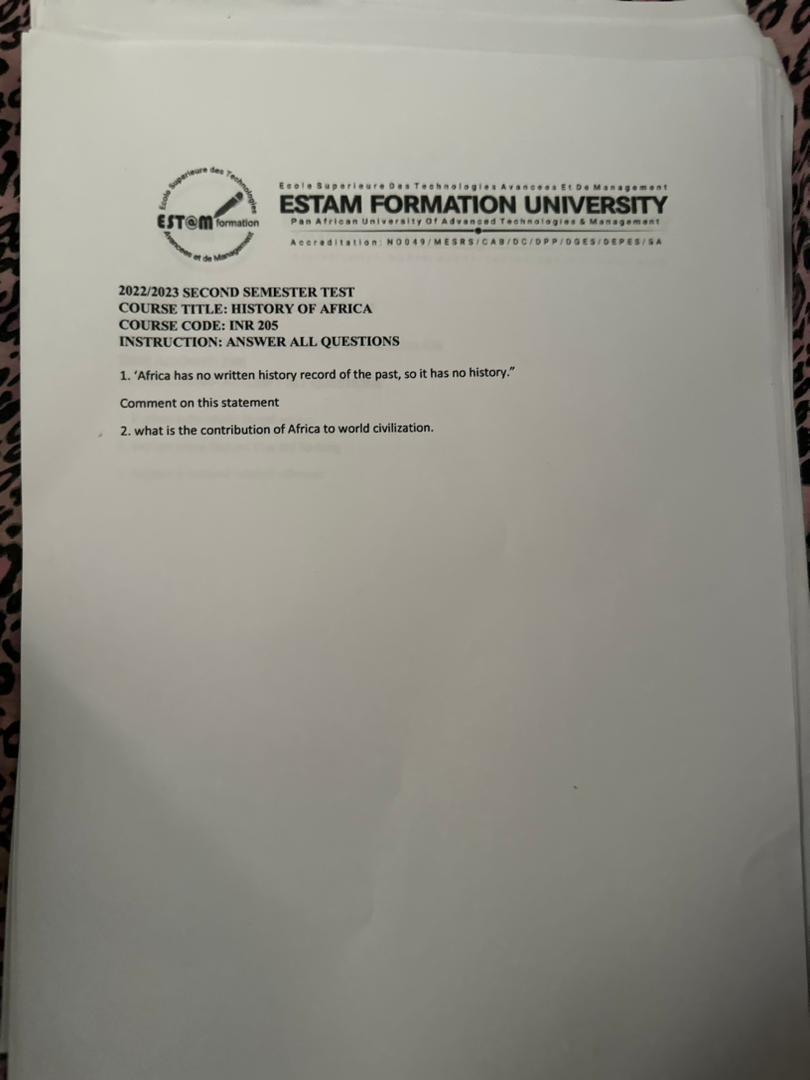 Ecole Superieure des Technologies
EST@M formation
Avancees et de Management
Ecole Superieure Des Technologies Avancees Et De Management
ESTAM FORMATION UNIVERSITY
Pan African University Of Advanced Technologies & Management
Accreditation: N0049/MESRS/CAB/DC/DPP/DGES/DEPES/SA
2022/2023 SECOND SEMESTER TEST
COURSE TITLE: HISTORY OF AFRICA
COURSE CODE: INR 205
INSTRUCTION: ANSWER ALL QUESTIONS
1. ‘Africa has no written history record of the past, so it has no history.”
Comment on this statement
2. what is the contribution of Africa to world civilization.